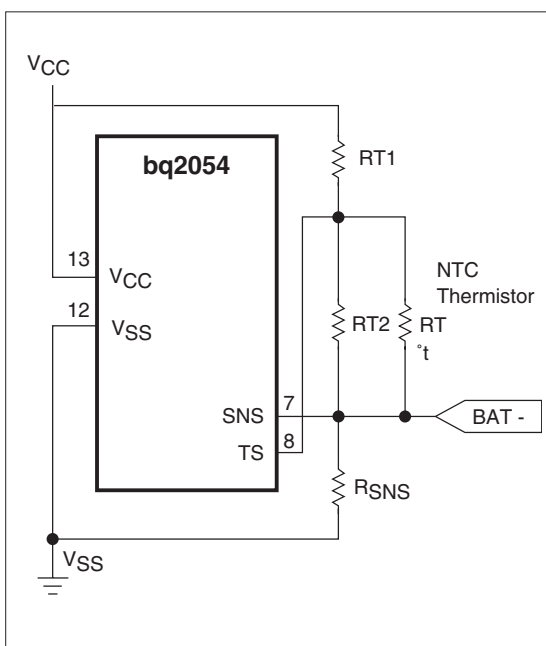 VCC
bq2054
RT1
13
VCC
NTC
Thermistor
12
VSS
RT2
RT
°t
SNS
7
BAT -
TS
8
RSNS
VSS